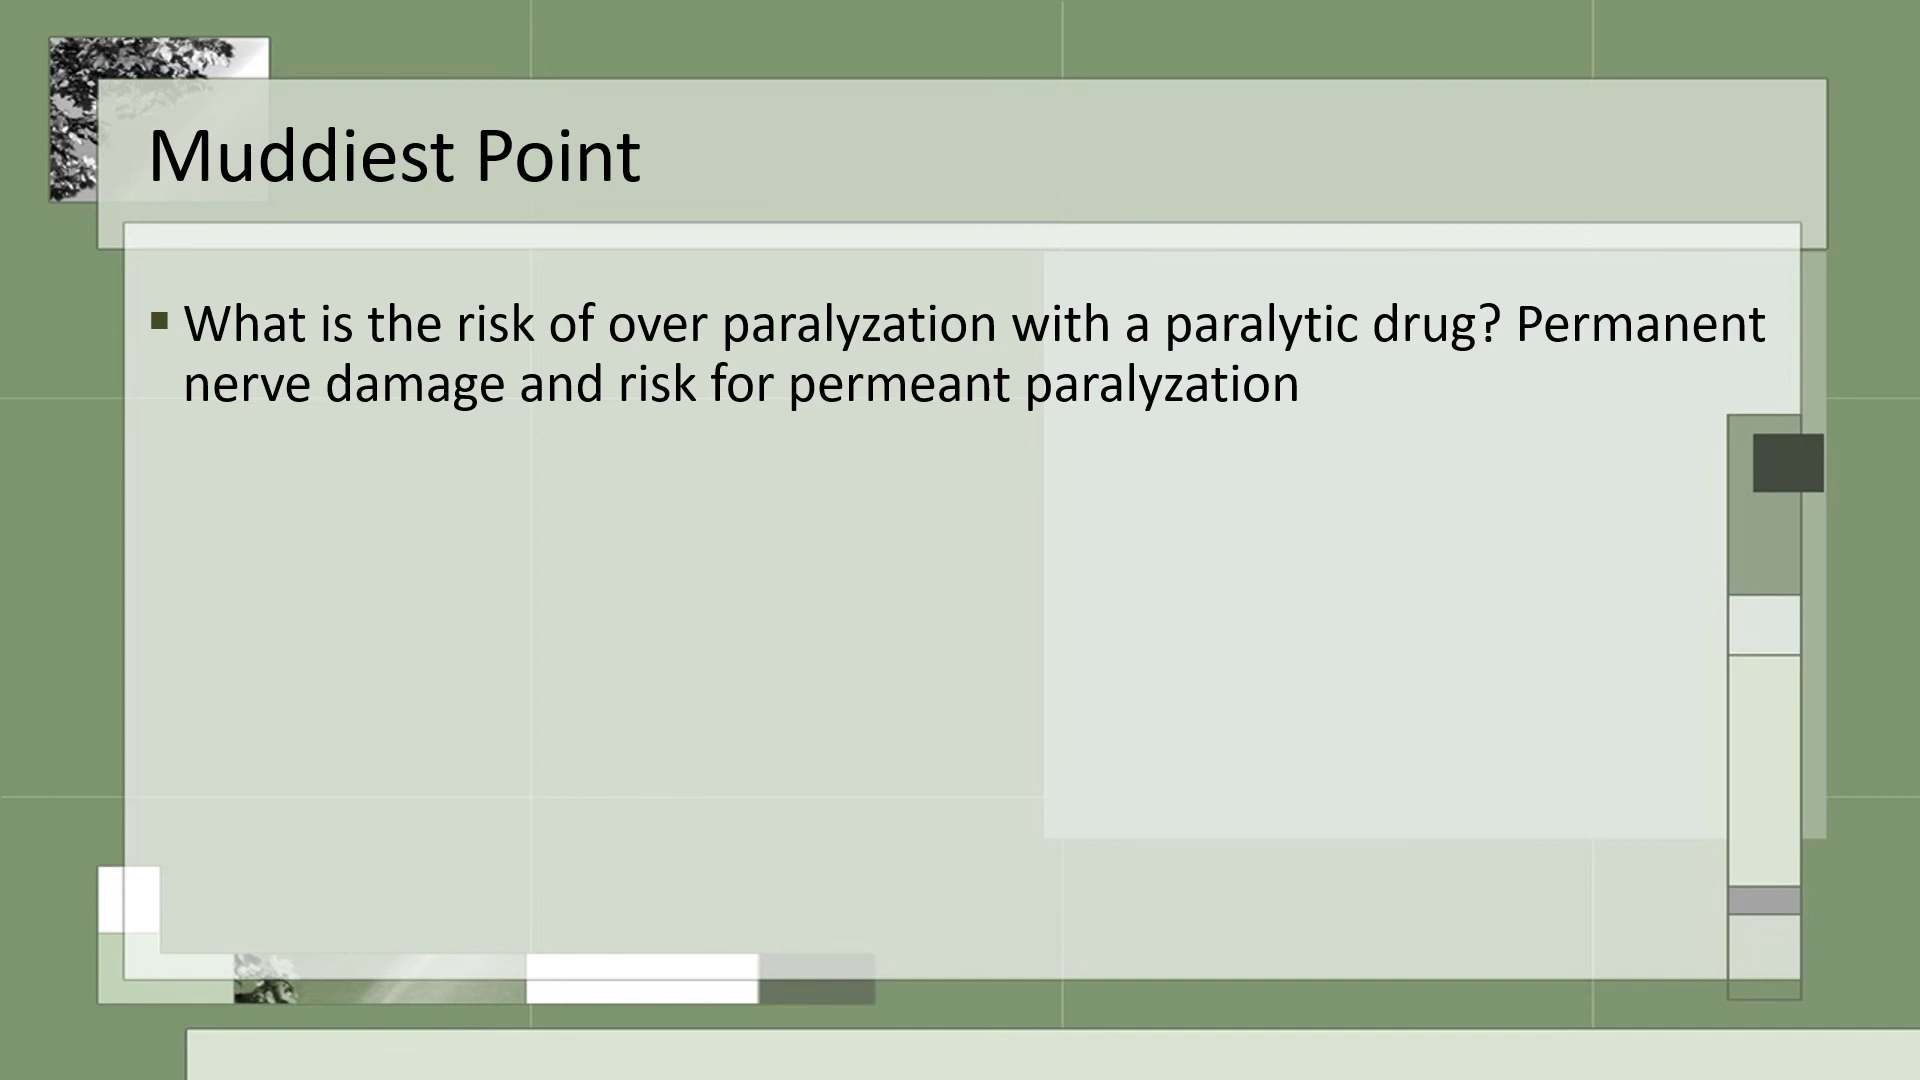 Muddiest Point
▪ What is the risk of over paralyzation with a paralytic drug? Permanent
nerve damage and risk for permeant paralyzation